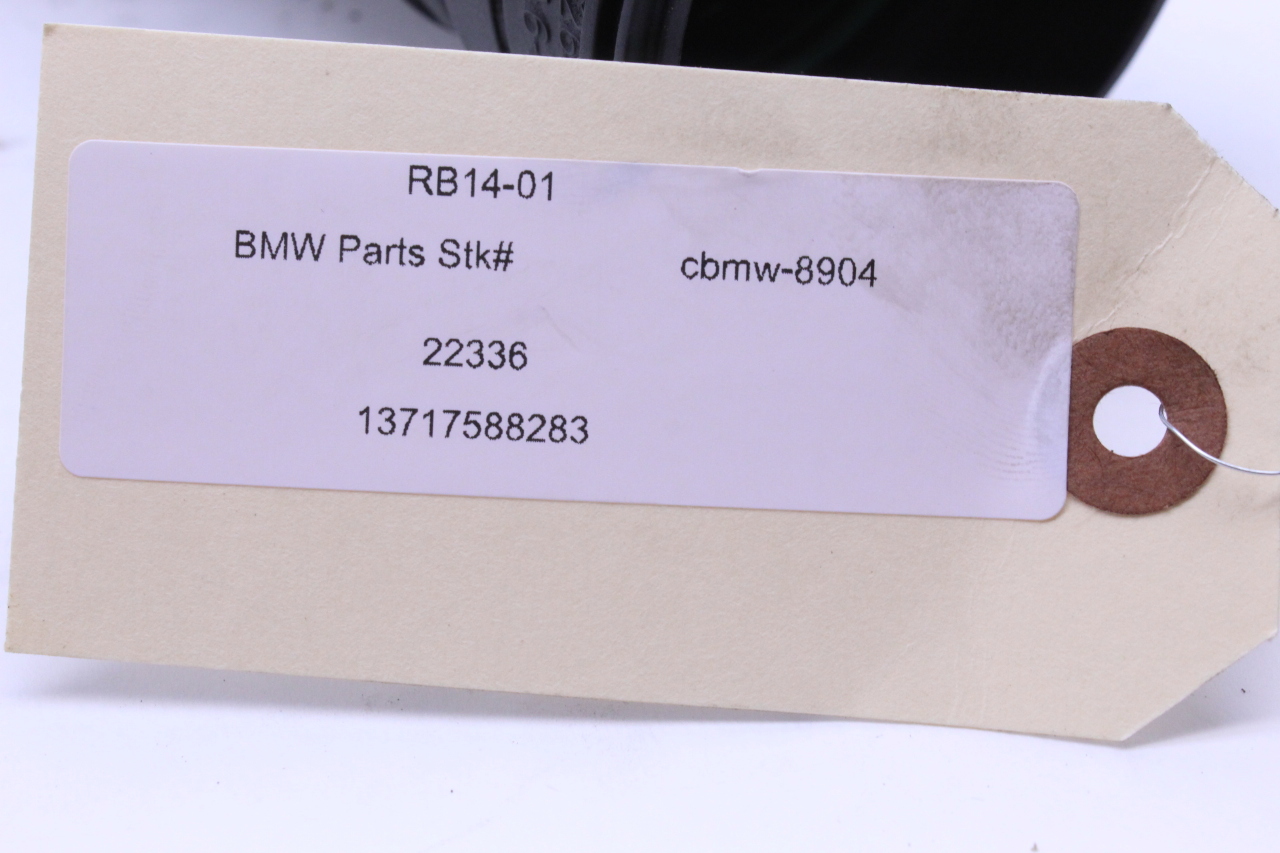 RB14-01
BMW Parts Stk# cbmw-8904
22336
13717588283